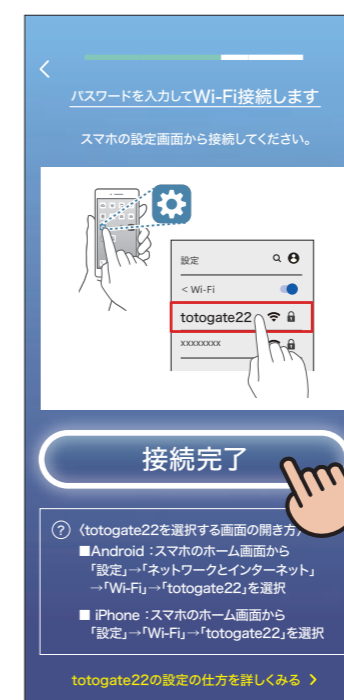 パスワードを入力してWi-Fi接続します
スマホの設定画面から接続してください。
設定
< Wi-Fi
totogate22
xxxxxxxx
接続完了
? 〈totogate22を選択する画面の開き方〉
■Android：スマホのホーム画面から
「設定」→「ネットワークとインターネット」
→「Wi-Fi」→「totogate22」を選択
■ iPhone：スマホのホーム画面から
「設定」→「Wi-Fi」→「totogate22」を選択
totogate22の設定の仕方を詳しくみる >